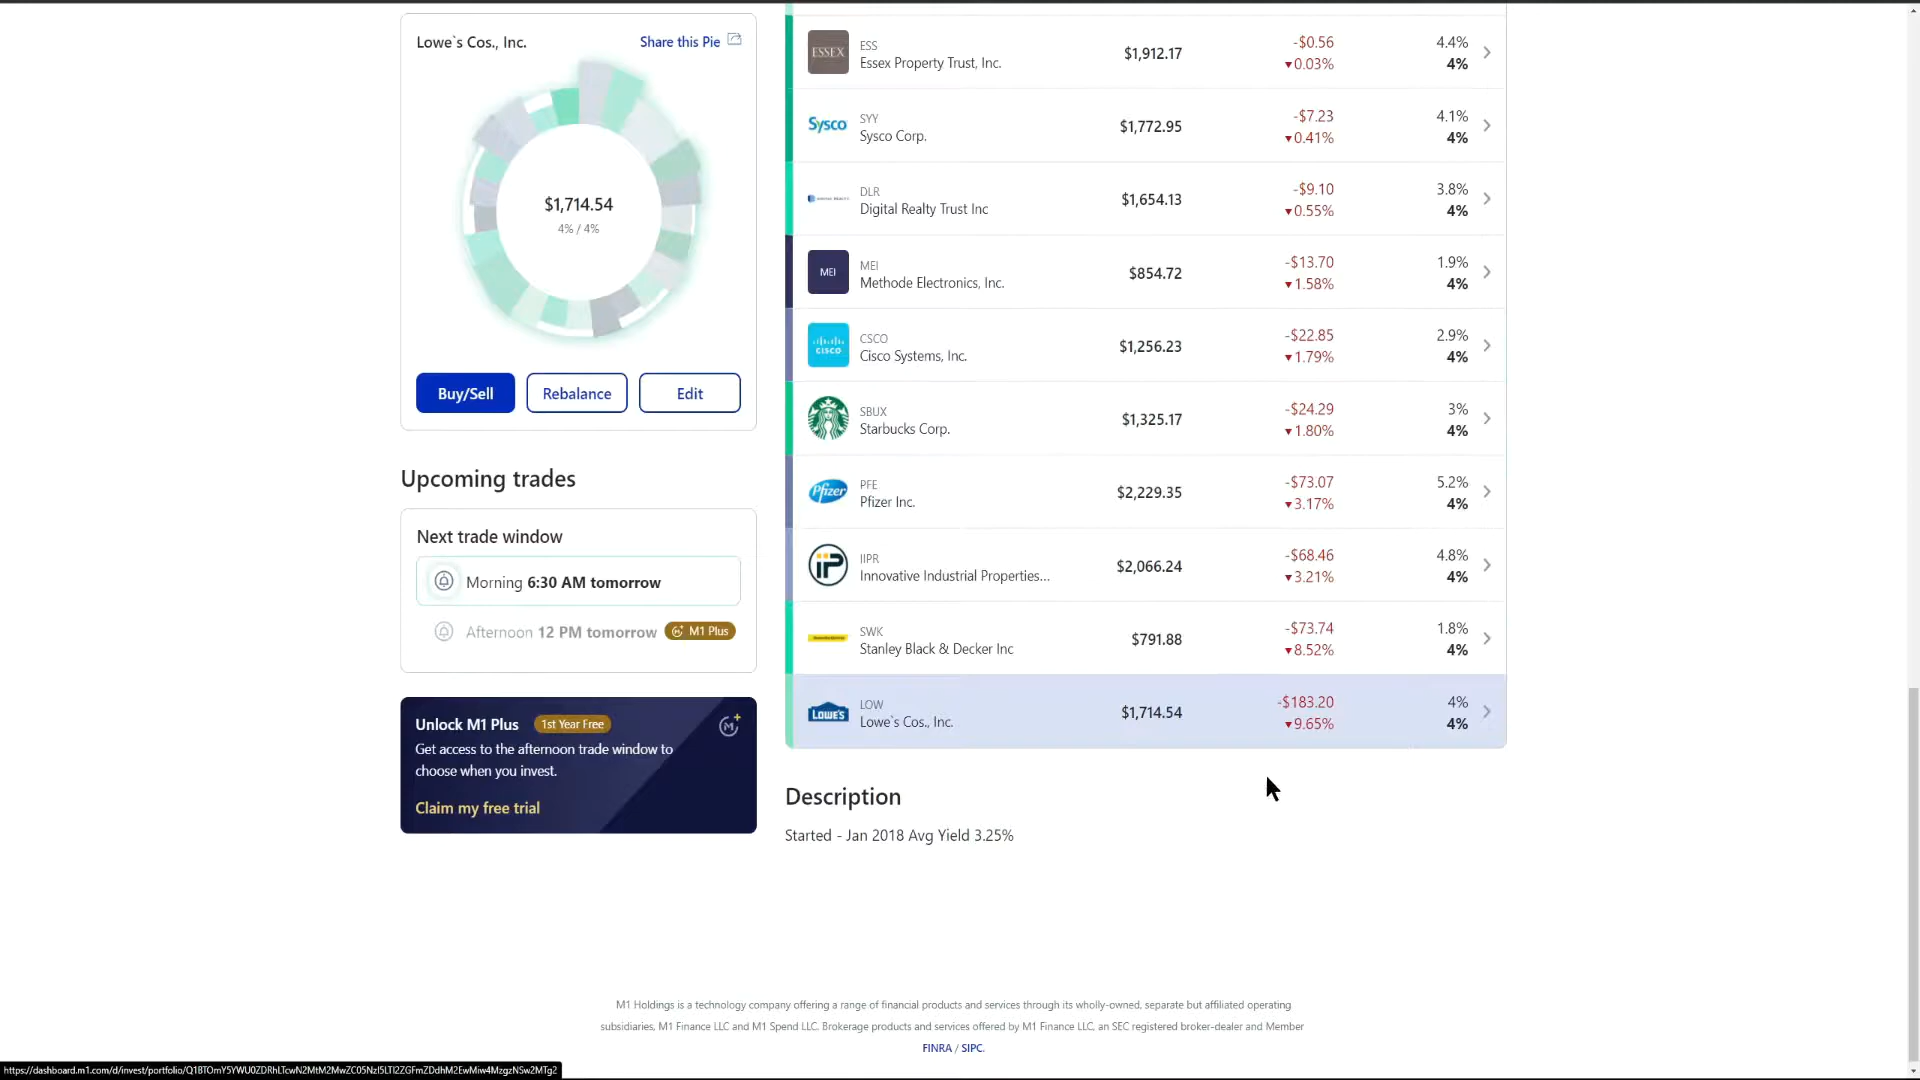 Lowe`s Cos., Inc.
Share this Pie
$1,714.54
4% / 4%
Buy/Sell
Rebalance
Edit
Upcoming trades
Next trade window
Morning 6:30 AM tomorrow
Afternoon 12 PM tomorrow
M1 Plus
Unlock M1 Plus
1st Year Free
Get access to the afternoon trade window to
choose when you invest.
Claim my free trial
ESSEX
ESS
Essex Property Trust, Inc.
$1,912.17
-$0.56
▼0.03%
4.4%
4%
Sysco
SYY
Sysco Corp.
$1,772.95
-$7.23
▼0.41%
4.1%
4%
DLR
Digital Realty Trust Inc
$1,654.13
-$9.10
▼0.55%
3.8%
4%
MEI
MEI
Methode Electronics, Inc.
$854.72
-$13.70
▼1.58%
1.9%
4%
CISCO
CSCO
Cisco Systems, Inc.
$1,256.23
-$22.85
▼1.79%
2.9%
4%
SBUX
Starbucks Corp.
$1,325.17
-$24.29
▼1.80%
3%
4%
Pfizer
PFE
Pfizer Inc.
$2,229.35
-$73.07
▼3.17%
5.2%
4%
iiP
IIPR
Innovative Industrial Properties...
$2,066.24
-$68.46
▼3.21%
4.8%
4%
SWK
Stanley Black & Decker Inc
$791.88
-$73.74
▼8.52%
1.8%
4%
LOWE'S
LOW
Lowe`s Cos., Inc.
$1,714.54
-$183.20
▼9.65%
4%
4%
Description
Started - Jan 2018 Avg Yield 3.25%
M1 Holdings is a technology company offering a range of financial products and services through its wholly-owned, separate but affiliated operating
subsidiaries, M1 Finance LLC and M1 Spend LLC. Brokerage products and services offered by M1 Finance LLC, an SEC registered broker-dealer and Member
FINRA / SIPC.